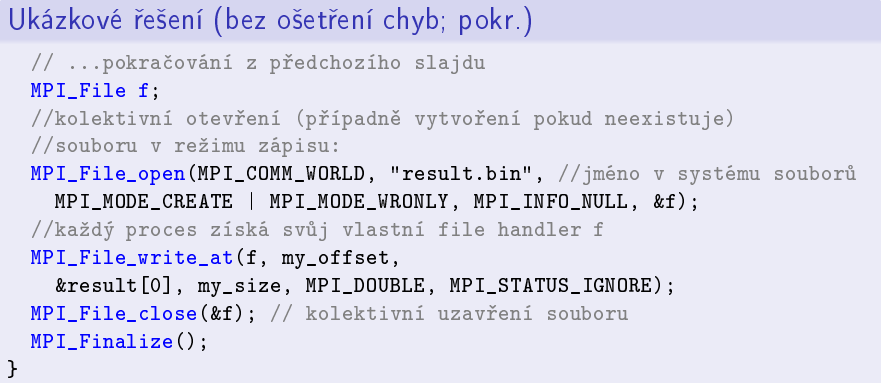 Ukázkové řešení (bez ošetření chyb; pokr.)
// ...pokračování z předchozího slajdu
MPI_File f;
//kolektivní otevření (případně vytvoření pokud neexistuje)
//souboru v režimu zápisu:
MPI_File_open(MPI_COMM_WORLD, "result.bin", //jméno v systému souborů
MPI_MODE_CREATE | MPI_MODE_WRONLY, MPI_INFO_NULL, &f);
//každý proces získá svůj vlastní file handler f
MPI_File_write_at(f, my_offset,
&result[0], my_size, MPI_DOUBLE, MPI_STATUS_IGNORE);
MPI_File_close(&f); // kolektivní uzavření souboru
MPI_Finalize();
}